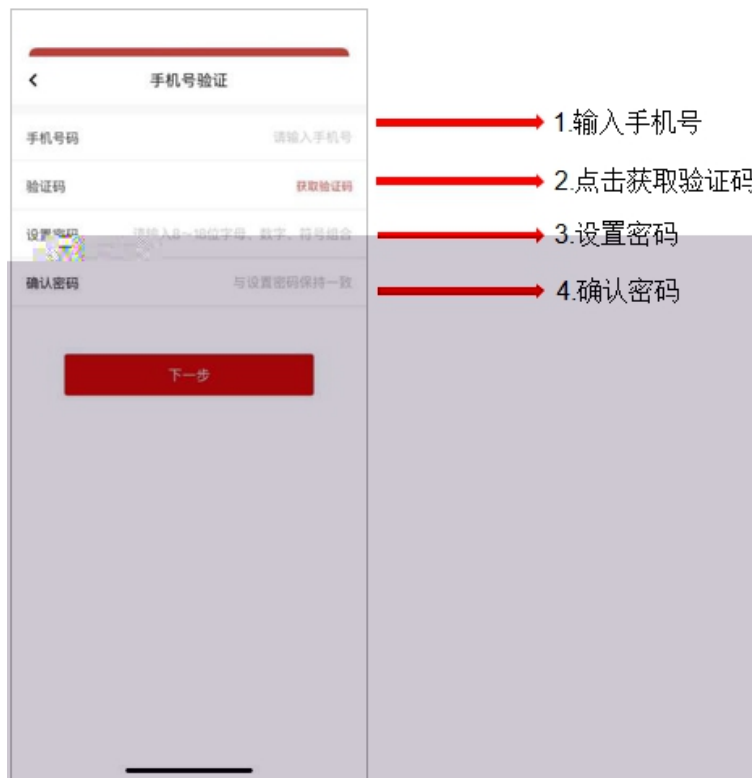 手机号验证
手机号码 请输入手机号
1.输入手机号
验证码 获取验证码
2.点击获取验证码
设置密码 请输入8~16位字母、数字、符号组合
3.设置密码
确认密码 与设置密码保持一致
4.确认密码
下一步